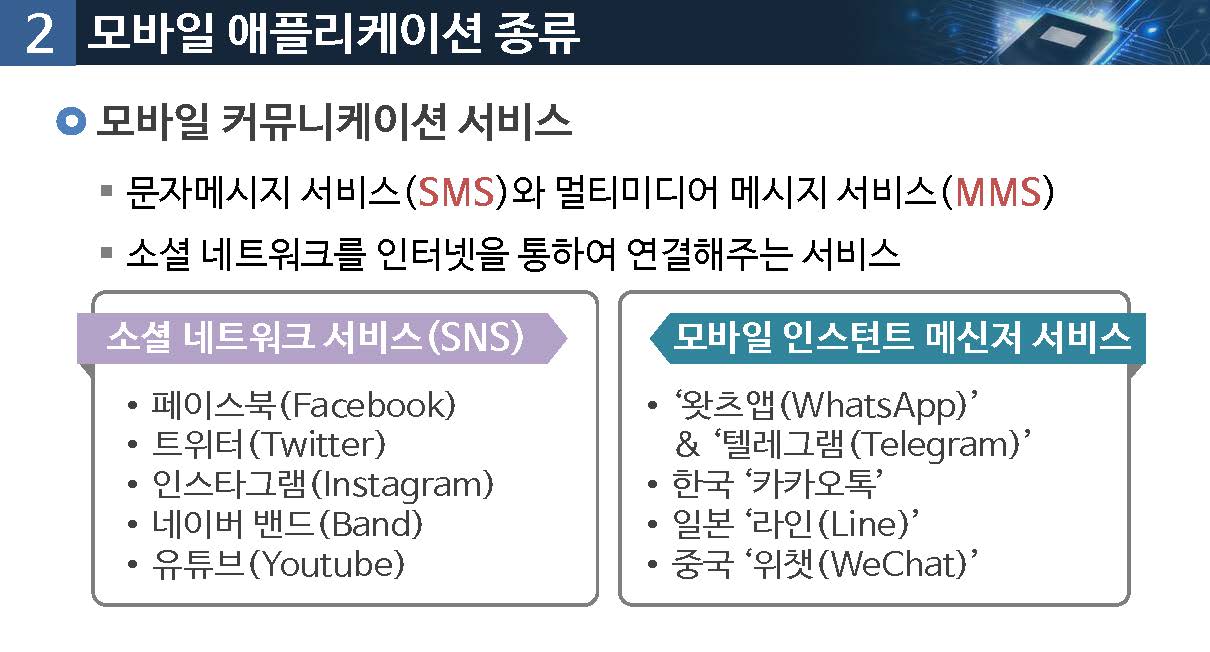 2 모바일 애플리케이션 종류
모바일 커뮤니케이션 서비스
▪ 문자메시지 서비스(SMS)와 멀티미디어 메시지 서비스(MMS)
▪ 소셜 네트워크를 인터넷을 통하여 연결해주는 서비스
소셜 네트워크 서비스(SNS)
• 페이스북(Facebook)
• 트위터(Twitter)
• 인스타그램(Instagram)
• 네이버 밴드(Band)
• 유튜브(Youtube)
모바일 인스턴트 메신저 서비스
• ‘왓츠앱(WhatsApp)’
& ‘텔레그램(Telegram)’
• 한국 ‘카카오톡’
• 일본 ‘라인(Line)’
• 중국 ‘위챗(WeChat)’